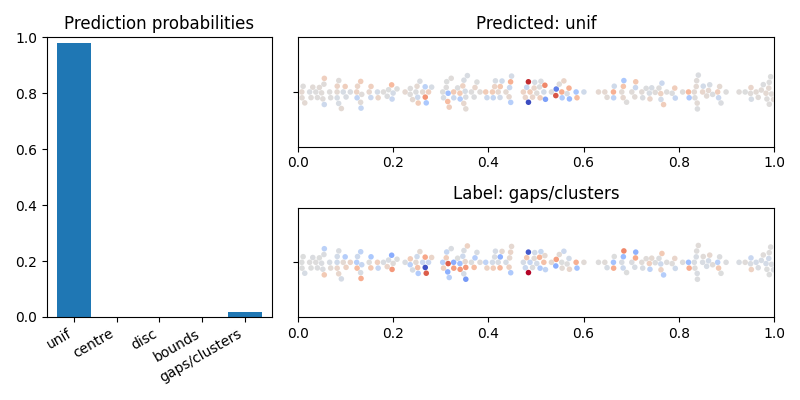 Prediction probabilities
1.0
0.8
0.6
0.4
0.2
0.0
unif
centre
disc
bounds
gaps/clusters
Predicted: unif
0.0 0.2 0.4 0.6 0.8 1.0
Label: gaps/clusters
0.0 0.2 0.4 0.6 0.8 1.0